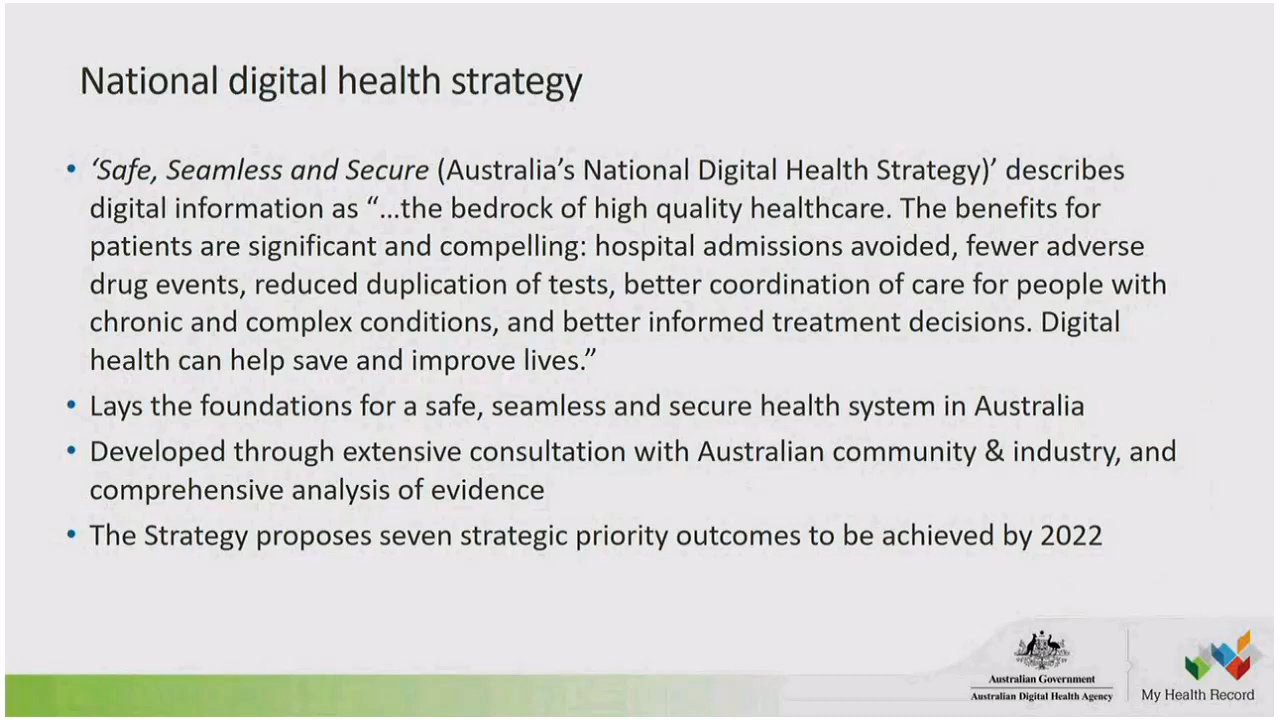 National digital health strategy
• ‘Safe, Seamless and Secure (Australia’s National Digital Health Strategy)’ describes
digital information as “...the bedrock of high quality healthcare. The benefits for
patients are significant and compelling: hospital admissions avoided, fewer adverse
drug events, reduced duplication of tests, better coordination of care for people with
chronic and complex conditions, and better informed treatment decisions. Digital
health can help save and improve lives.”
• Lays the foundations for a safe, seamless and secure health system in Australia
• Developed through extensive consultation with Australian community & industry, and
comprehensive analysis of evidence
• The Strategy proposes seven strategic priority outcomes to be achieved by 2022
Australian Government
Australian Digital Health Agency
My Health Record